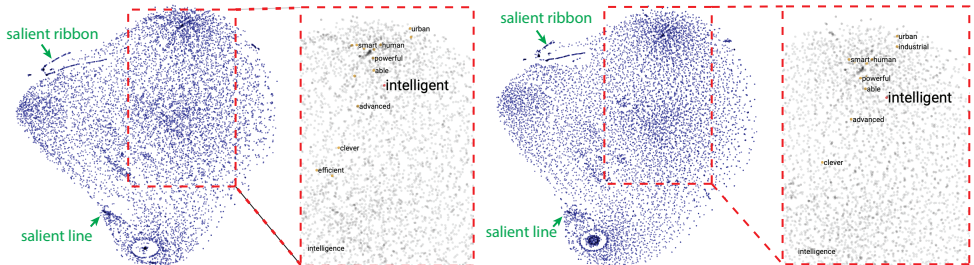 salient ribbon
urban
smart human
powerful
able
intelligent
advanced
clever
efficient
salient line
intelligence
salient ribbon
urban
industrial
smart human
powerful
able
intelligent
advanced
clever
salient line
intelligence